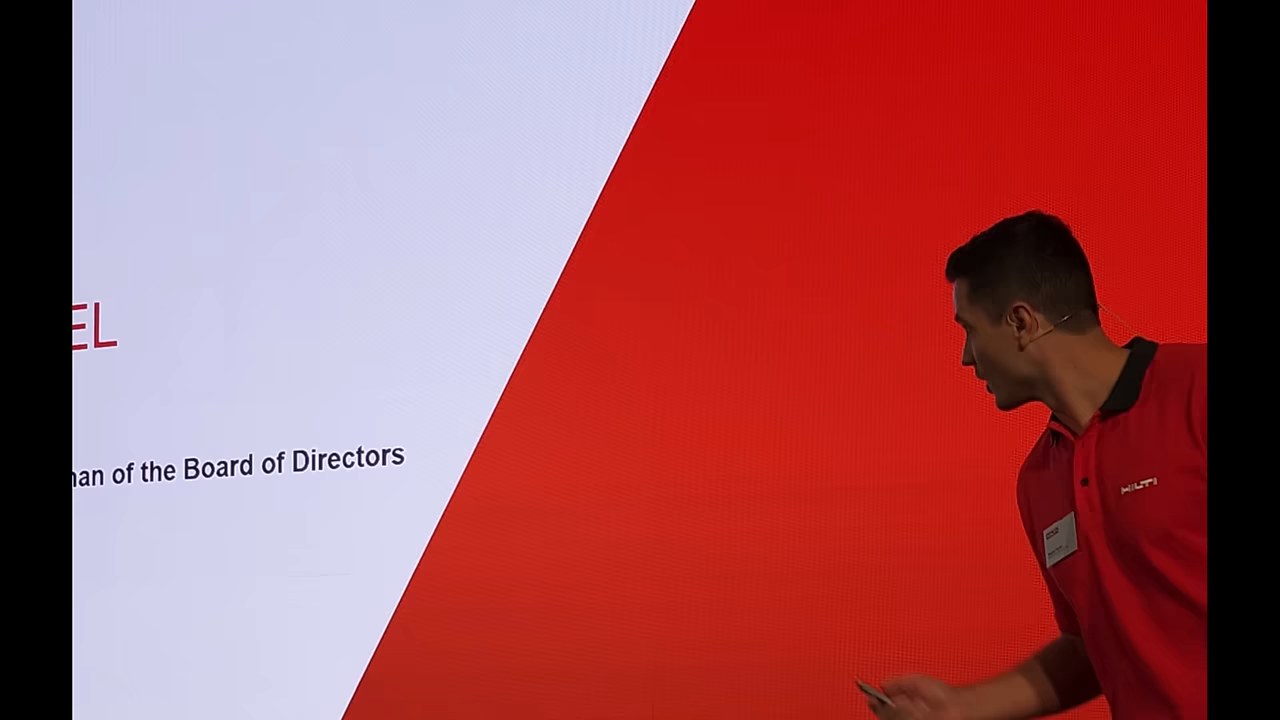 EL
man of the Board of Directors
HILTI